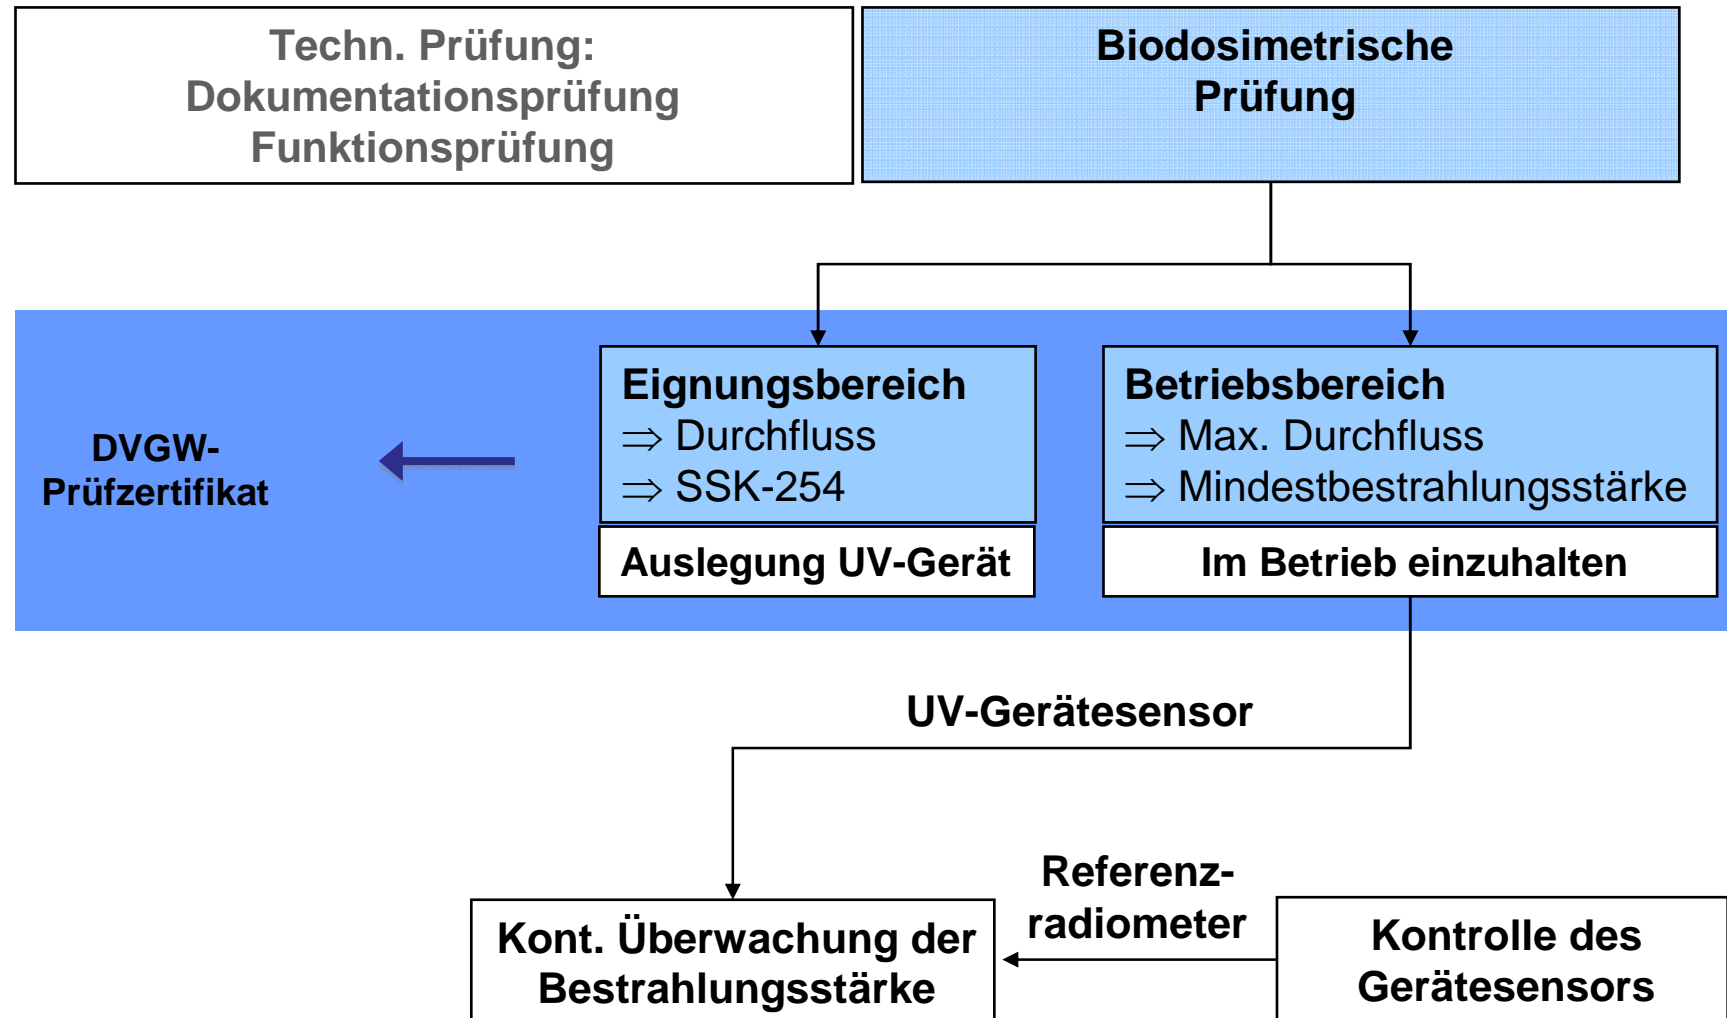 Techn. Prüfung:
Dokumentationsprüfung
Funktionsprüfung
Biodosimetrische
Prüfung
DVGW-
Prüfzertifikat
Eignungsbereich
⇒ Durchfluss
⇒ SSK-254
Auslegung UV-Gerät
Betriebsbereich
⇒ Max. Durchfluss
⇒ Mindestbestrahlungsstärke
Im Betrieb einzuhalten
UV-Gerätesensor
Kont. Überwachung der
Bestrahlungsstärke
Referenz-
radiometer
Kontrolle des
Gerätesensors